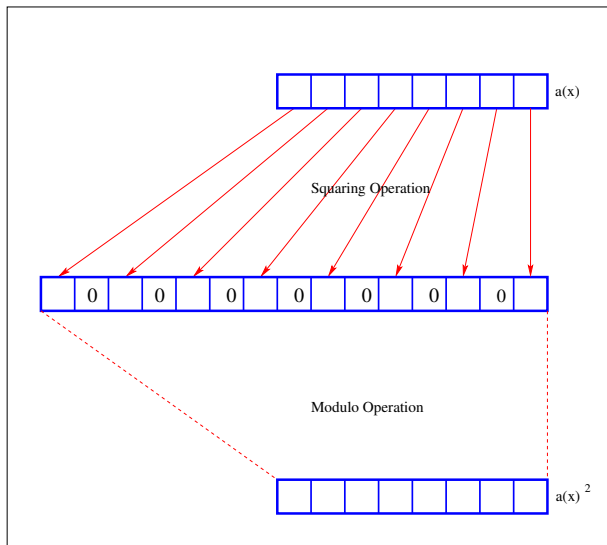 a(x)
Squaring Operation
0 0 0 0 0 0 0
Modulo Operation
a(x) 2